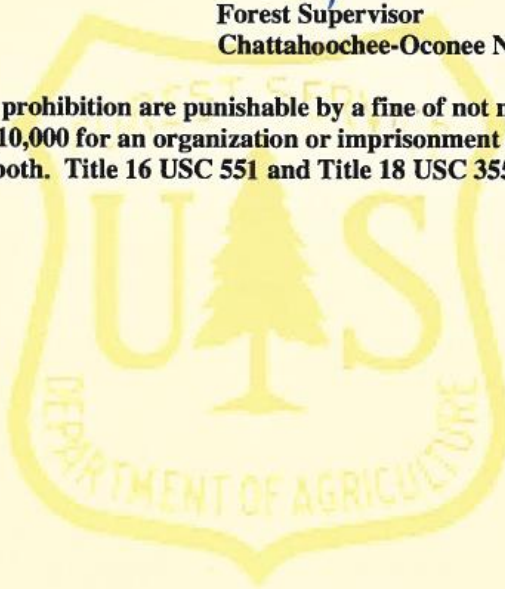 Forest Supervisor
Chattahoochee-Oconee N
prohibition are punishable by a fine of not m
10,000 for an organization or imprisonment
both. Title 16 USC 551 and Title 18 USC 355
FOREST SERVICE
U S
DEPARTMENT OF AGRICULTURE